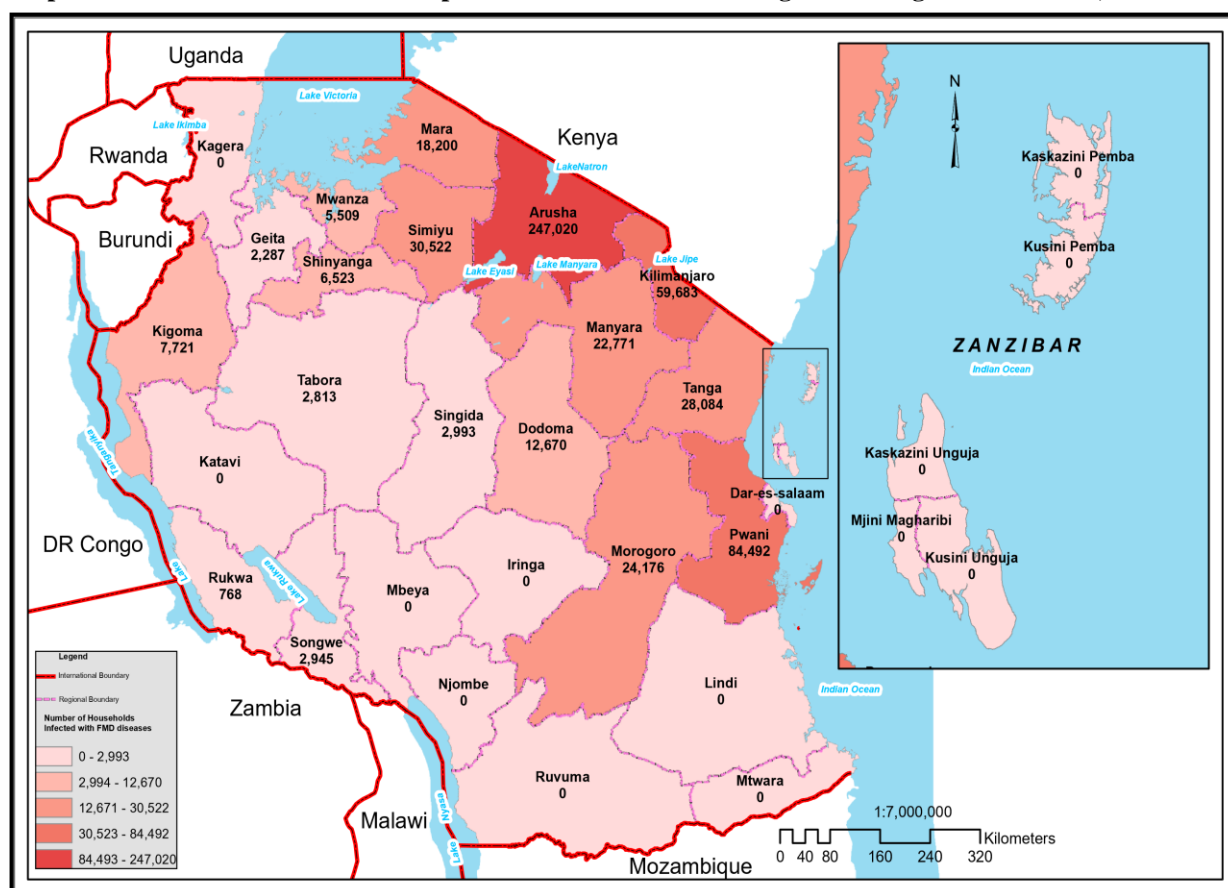 Uganda
Lake Victoria
Lake Ikimba
Kagera
0
Rwanda
Burundi
Mara
18,200
Kenya
LakeNatron
Mwanza
5,509
Geita
2,287
Simiyu
30,522
Arusha
247,020
Shinyanga
6,523
Lake Eyasi
Lake Manyara
Lake Jipe
Kilimanjaro
59,683
Kigoma
7,721
Manyara
22,771
Tabora
2,813
Singida
2,993
Dodoma
12,670
Tanga
28,084
Katavi
0
Tanganyika
Lake
DR Congo
Dar-es-salaam
0
Pwani
84,492
Morogoro
24,176
Iringa
0
Mbeya
0
Rukwa
768
Lake Rukwa
Songwe
2,945
Njombe
0
Lindi
0
Indian Ocean
Zambia
Ruvuma
0
Mtwara
0
Malawi
Nyasa
Lake
Mozambique
N
Kaskazini Pemba
0
Kusini Pemba
0
ZANZIBAR
Indian Ocean
Kaskazini Unguja
0
Mjini Magharibi
0
Kusini Unguja
0
Legend
International Boundary
Regional Boundary
Number of Households
Infected with FMD diseases
0 - 2,993
2,994 - 12,670
12,671 - 30,522
30,523 - 84,492
84,493 - 247,020
1:7,000,000
Kilometers
0 40 80 160 240 320